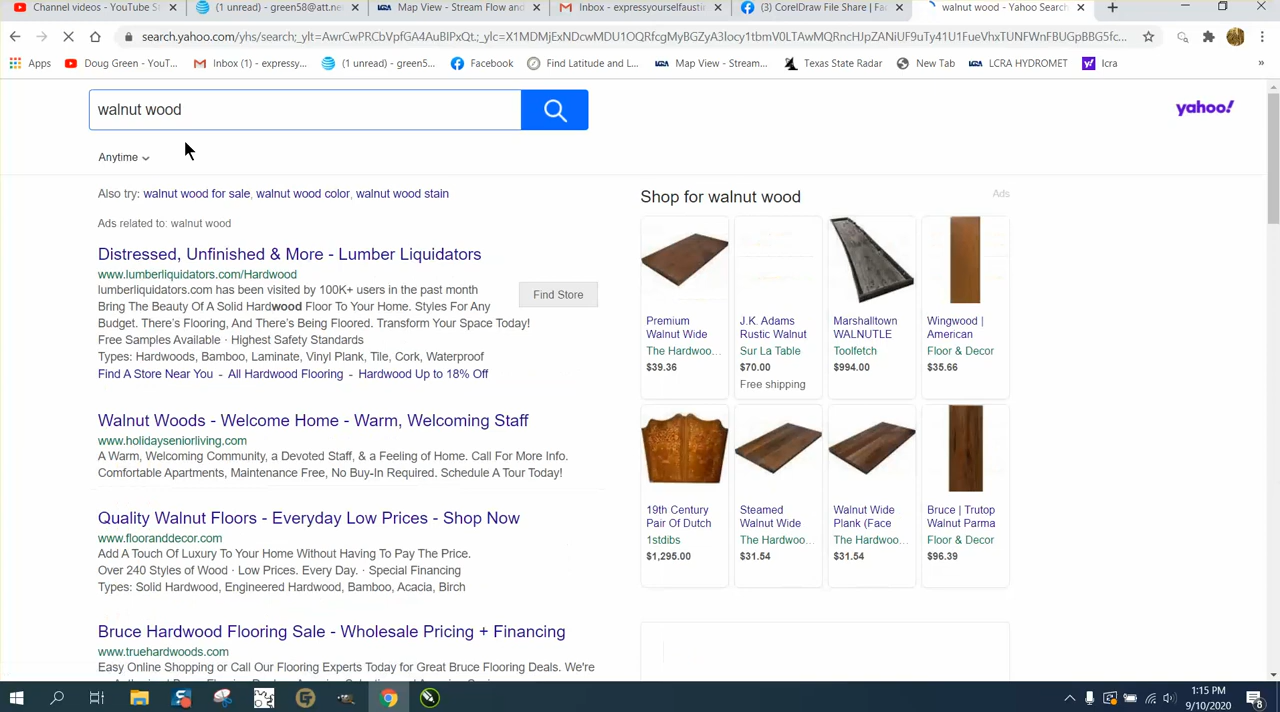 Channel videos - YouTube S
(1 unread) - green58@att.ne
Map View - Stream Flow and
Inbox - expressyourselfaustin
(3) CorelDraw File Share | Fac
walnut wood - Yahoo Search
search.yahoo.com/yhs/search;_ylt=
Apps
Doug Green - YouT...
Inbox (1) - expressy...
(1 unread) - green5...
Facebook
Find Latitude and L...
Map View - Stream...
Texas State Radar
New Tab
LCRA HYDROMET
lcra
»
walnut wood
yahoo!
Anytime
Also try: walnut wood for sale, walnut wood color, walnut wood stain
Ads related to: walnut wood
Distressed, Unfinished & More - Lumber Liquidators
www.lumberliquidators.com/Hardwood
lumberliquidators.com has been visited by 100K+ users in the past month
Bring The Beauty Of A Solid Hardwood Floor To Your Home. Styles For Any
Budget. There's Flooring, And There's Being Floored. Transform Your Space Today!
Free Samples Available · Highest Safety Standards
Types: Hardwoods, Bamboo, Laminate, Vinyl Plank, Tile, Cork, Waterproof
Find A Store Near You - All Hardwood Flooring - Hardwood Up to 18% Off
Find Store
Walnut Woods - Welcome Home - Warm, Welcoming Staff
www.holidayseniorliving.com
A Warm, Welcoming Community, a Devoted Staff, & a Feeling of Home. Call For More Info.
Comfortable Apartments, Maintenance Free, No Buy-In Required. Schedule A Tour Today!
Quality Walnut Floors - Everyday Low Prices - Shop Now
www.flooranddecor.com
Add A Touch Of Luxury To Your Home Without Having To Pay The Price.
Over 240 Styles of Wood · Low Prices. Every Day. · Special Financing
Types: Solid Hardwood, Engineered Hardwood, Bamboo, Acacia, Birch
Bruce Hardwood Flooring Sale - Wholesale Pricing + Financing
www.truehardwoods.com
Easy Online Shopping or Call Our Flooring Experts Today for Great Bruce Flooring Deals. We're
Shop for walnut wood
Ads
Premium
Walnut Wide
The Hardwoo...
$39.36
J.K. Adams
Rustic Walnut
Sur La Table
$70.00
Free shipping
Marshalltown
WALNUTLE
Toolfetch
$994.00
Wingwood |
American
Floor & Decor
$35.66
19th Century
Pair Of Dutch
1stdibs
$1,295.00
Steamed
Walnut Wide
The Hardwoo...
$31.54
Walnut Wide
Plank (Face
The Hardwoo...
$31.54
Bruce | Trutop
Walnut Parma
Floor & Decor
$96.39
1:15 PM
9/10/2020
8